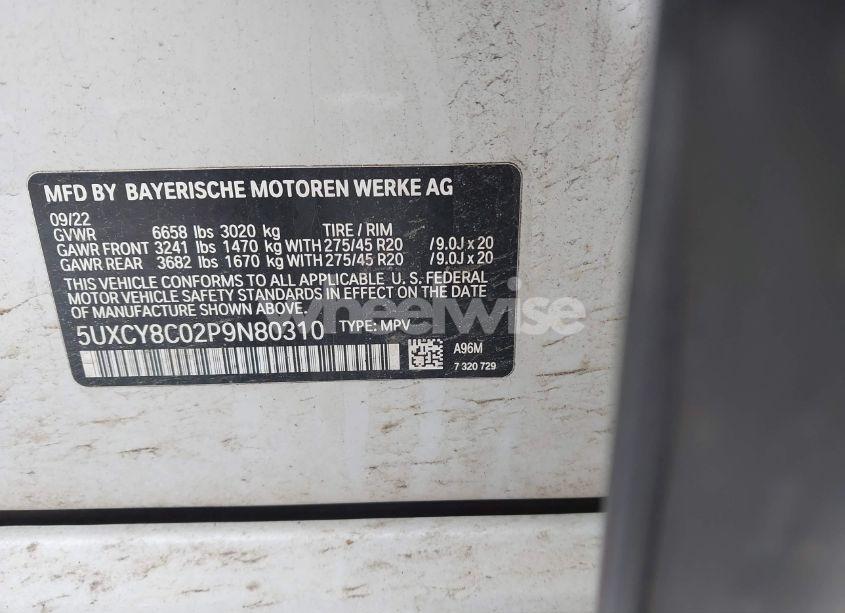 MFD BY BAYERISCHE MOTOREN WERKE AG
09/22
GVWR 6658 lbs 3020 kg TIRE / RIM
GAWR FRONT 3241 lbs 1470 kg WITH 275/45 R20 /9.0J x 20
GAWR REAR 3682 lbs 1670 kg WITH 275/45 R20 /9.0J x 20
THIS VEHICLE CONFORMS TO ALL APPLICABLE U. S. FEDERAL
MOTOR VEHICLE SAFETY STANDARDS IN EFFECT ON THE DATE
OF MANUFACTURE SHOWN ABOVE.
5UXCY8C02P9N80310 TYPE: MPV
A96M
7 320 729
wheelwise